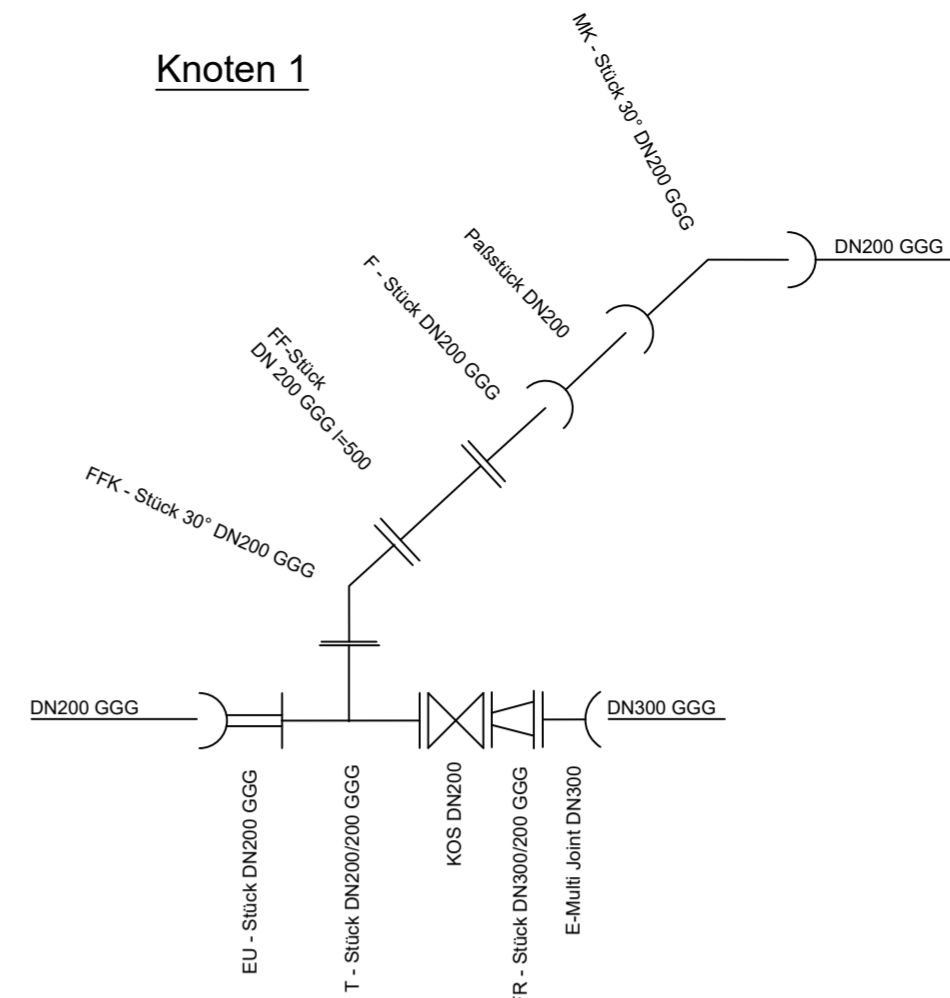 Knoten 1
MK - Stück 30° DN200 GGG
DN200 GGG
Paßstück DN200
F - Stück DN200 GGG
FF-Stück
DN 200 GGG l=500
FFK - Stück 30° DN200 GGG
DN200 GGG
DN300 GGG
EU - Stück DN200 GGG
T - Stück DN200/200 GGG
KOS DN200
FR - Stück DN300/200 GGG
E-Multi Joint DN300